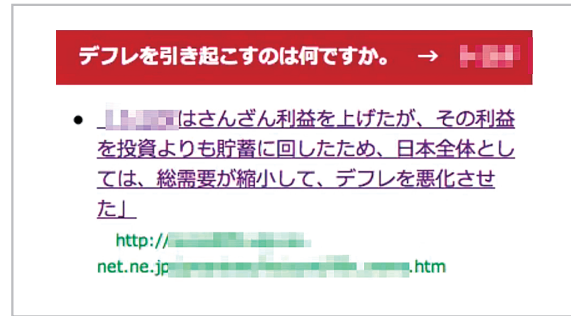 デフレを引き起こすのは何ですか。 →
はさんざん利益を上げたが、その利益
を投資よりも貯蓄に回したため、日本全体とし
ては、総需要が縮小して、デフレを悪化させ
た」
http://
net.ne.jp .htm